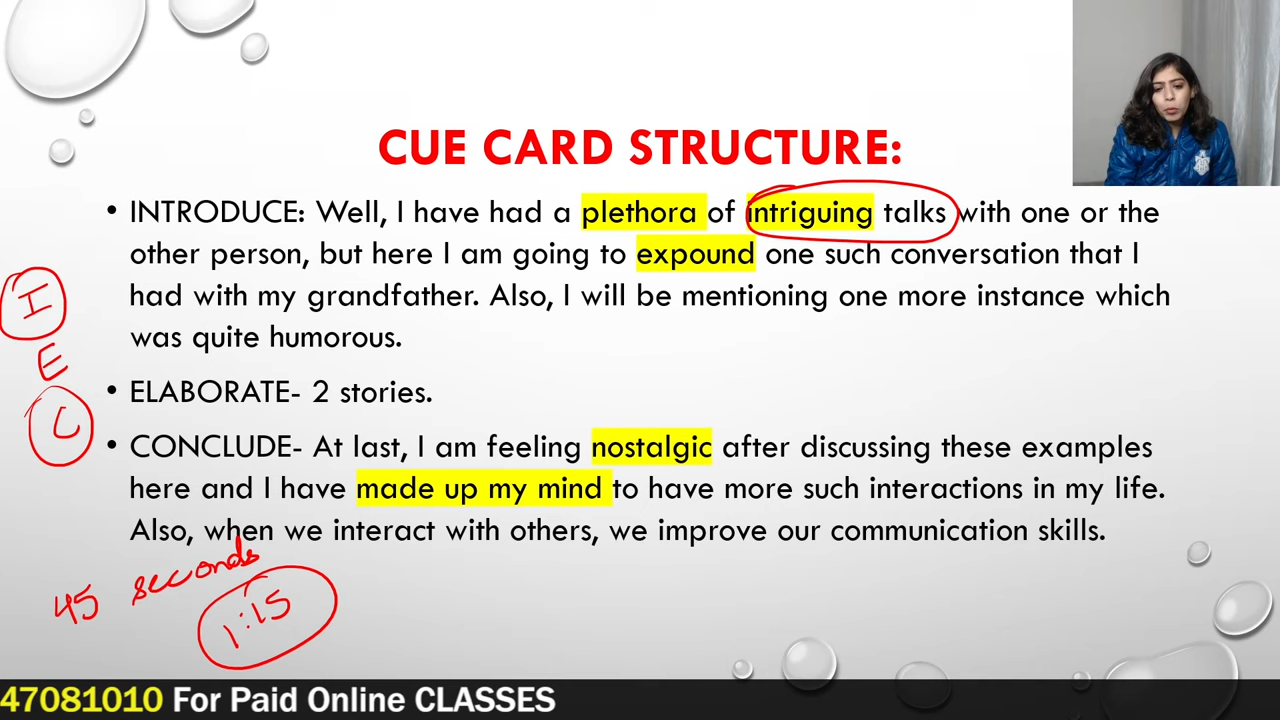 CUE CARD STRUCTURE:
• INTRODUCE: Well, I have had a plethora of intriguing talks with one or the
other person, but here I am going to expound one such conversation that I
had with my grandfather. Also, I will be mentioning one more instance which
was quite humorous.
I
E
C
• ELABORATE- 2 stories.
• CONCLUDE- At last, I am feeling nostalgic after discussing these examples
here and I have made up my mind to have more such interactions in my life.
Also, when we interact with others, we improve our communication skills.
45 seconds
1:15
47081010 For Paid Online CLASSES